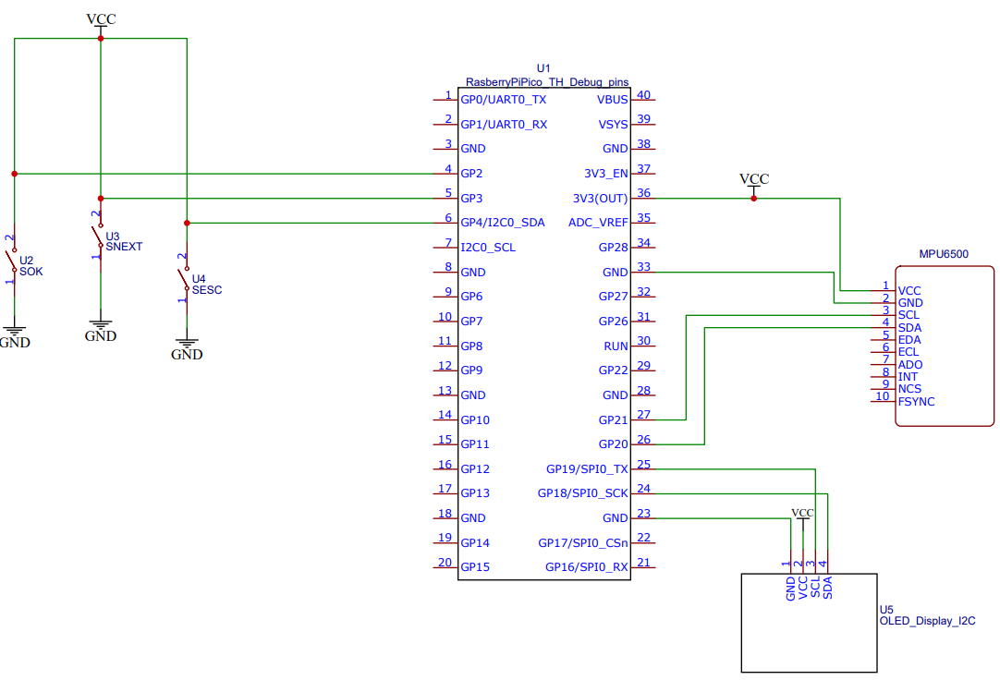 VCC
2
U2
SOK
1
GND
2
U3
SNEXT
1
GND
2
U4
SESC
1
GND
U1
RasberryPiPico_TH_Debug_pins
1 GP0/UART0_TX
2 GP1/UART0_RX
3 GND
4 GP2
5 GP3
6 GP4/I2C0_SDA
7 I2C0_SCL
8 GND
9 GP6
10 GP7
11 GP8
12 GP9
13 GND
14 GP10
15 GP11
16 GP12
17 GP13
18 GND
19 GP14
20 GP15
VBUS 40
VSYS 39
GND 38
3V3_EN 37
3V3(OUT) 36
ADC_VREF 35
GP28 34
GND 33
GP27 32
GP26 31
RUN 30
GP22 29
GND 28
GP21 27
GP20 26
GP19/SPI0_TX 25
GP18/SPI0_SCK 24
GND 23
GP17/SPI0_CSn 22
GP16/SPI0_RX 21
VCC
MPU6500
1 VCC
2 GND
3 SCL
4 SDA
5 EDA
6 ECL
7 ADO
8 INT
9 NCS
10 FSYNC
VCC
1 GND
2 VCC
3 SCL
4 SDA
U5
OLED_Display_I2C